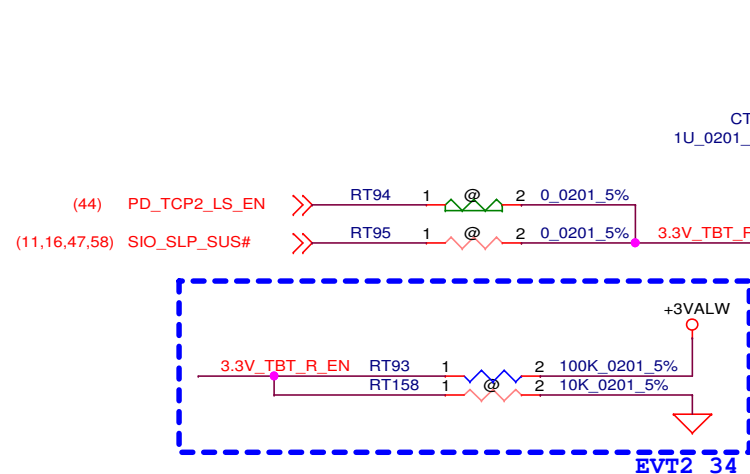 CT
1U_0201_
(44) PD_TCP2_LS_EN RT94 1 @ 2 0_0201_5%
(11,16,47,58) SIO_SLP_SUS# RT95 1 @ 2 0_0201_5% 3.3V_TBT_R
+3VALW
3.3V_TBT_R_EN RT93 1 2 100K_0201_5%
RT158 1 @ 2 10K_0201_5%
EVT2 34